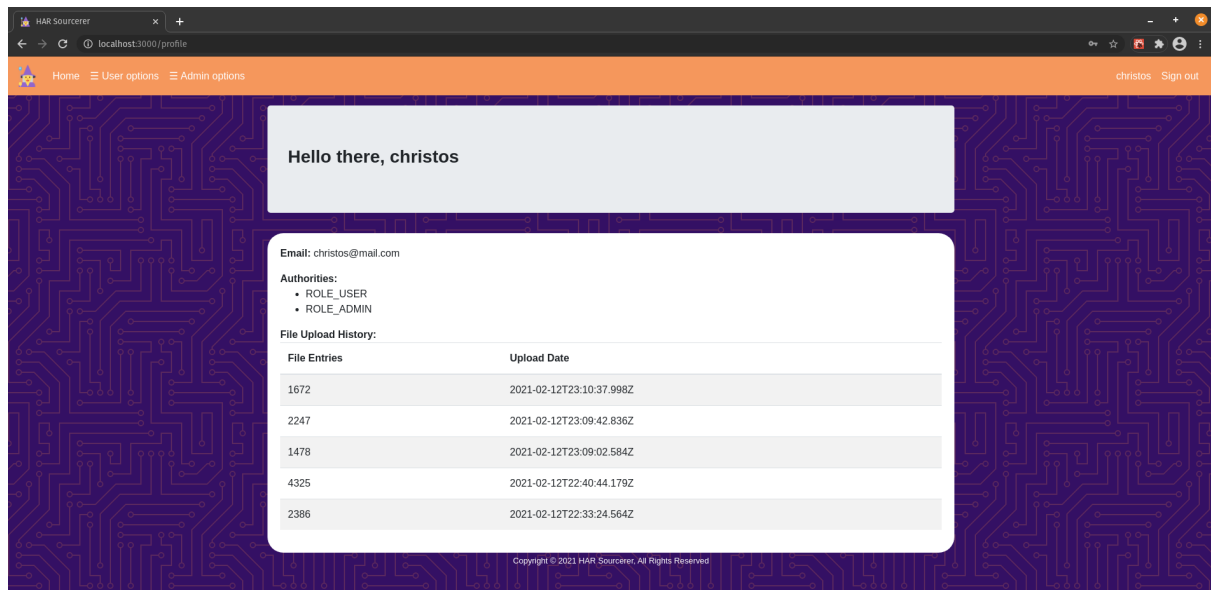 HAR Sourcerer
localhost:3000/profile
Home ☰ User options ☰ Admin options christos Sign out
Hello there, christos
Email: christos@mail.com
Authorities:
• ROLE_USER
• ROLE_ADMIN
File Upload History:
File Entries Upload Date
1672 2021-02-12T23:10:37.998Z
2247 2021-02-12T23:09:42.836Z
1478 2021-02-12T23:09:02.584Z
4325 2021-02-12T22:40:44.179Z
2386 2021-02-12T22:33:24.564Z
Copyright © 2021 HAR Sourcerer, All Rights Reserved